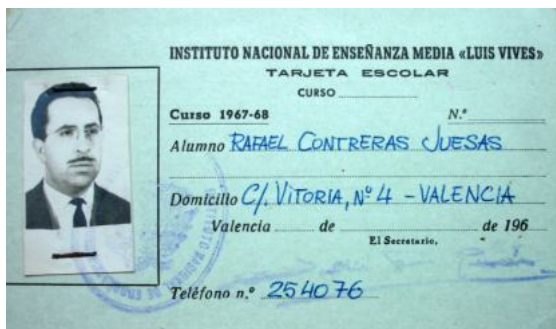 INSTITUTO NACIONAL DE ENSEÑANZA MEDIA «LUIS VIVES»
TARJETA ESCOLAR
CURSO
Curso 1967-68 N.º
Alumno RAFAEL CONTRERAS JUESAS
Domicilio C/. VITORIA, Nº 4 - VALENCIA
Valencia de de 196
El Secretario,
Teléfono n.º 254076